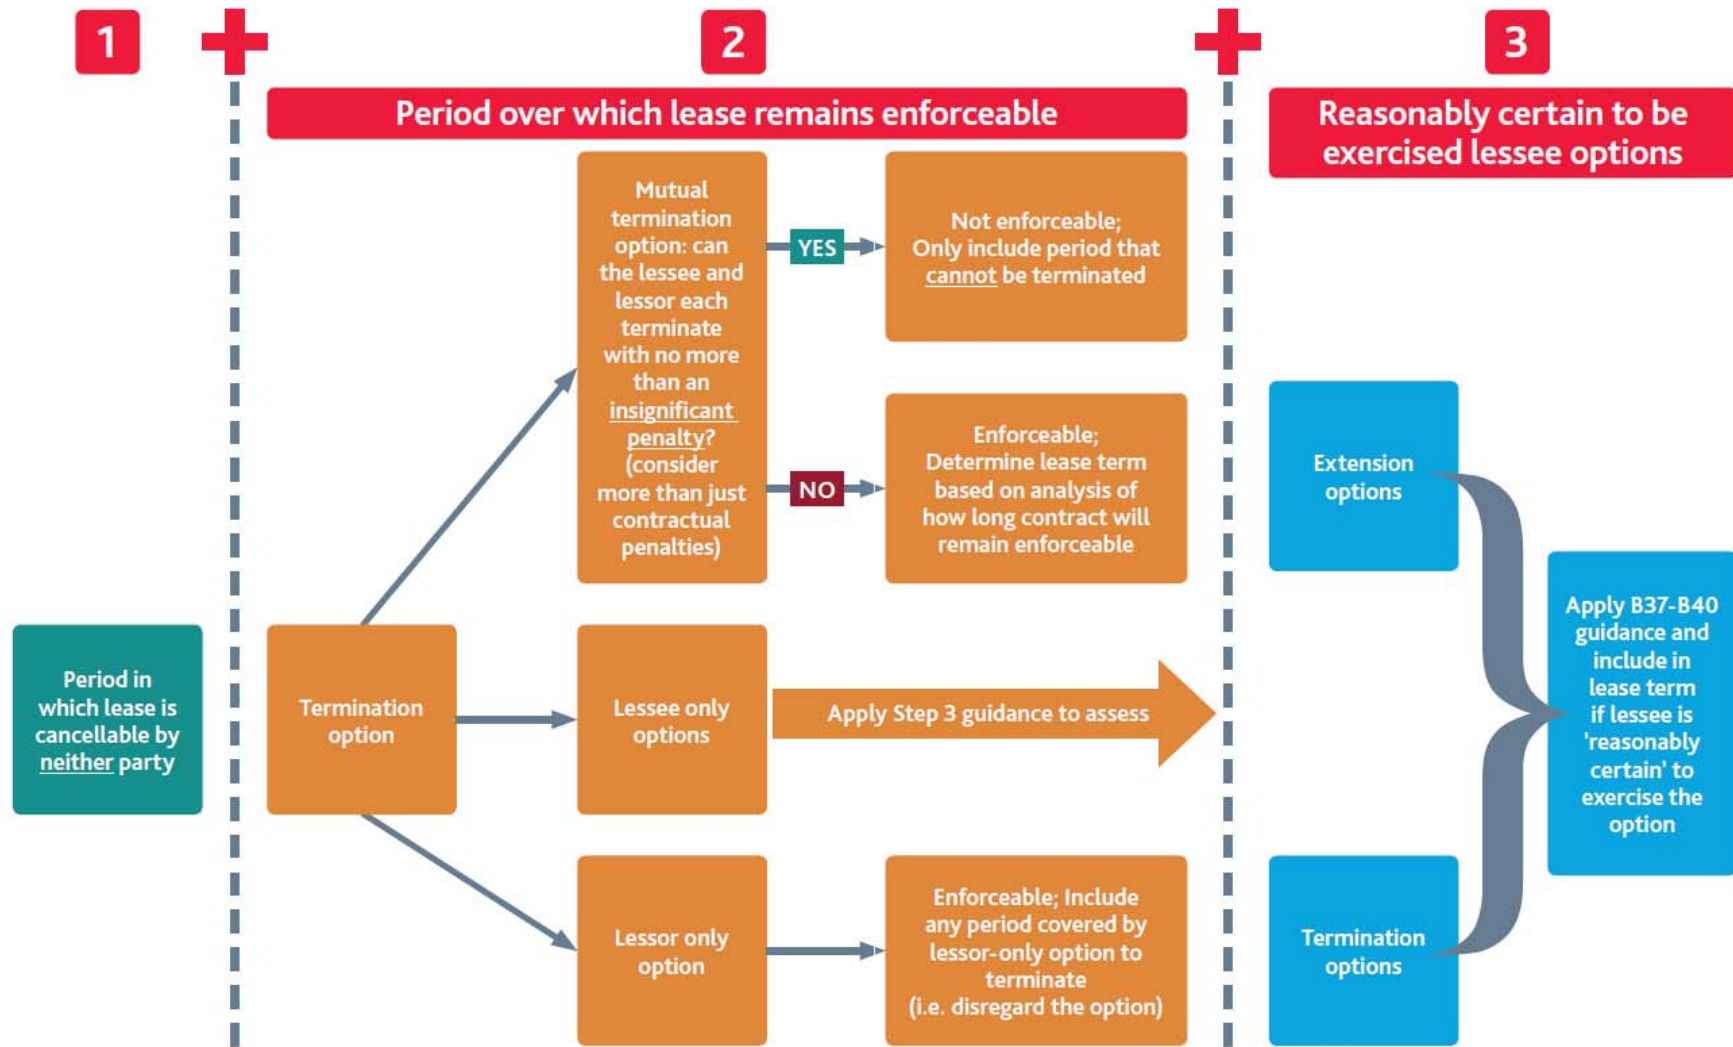 1
2
3
Period over which lease remains enforceable
Reasonably certain to be
exercised lessee options
Period in
which lease is
cancellable by
neither party
Termination
option
Mutual
termination
option: can
the lessee and
lessor each
terminate
with no more
than an
insignificant
penalty?
(consider
more than just
contractual
penalties)
YES
Not enforceable;
Only include period that
cannot be terminated
NO
Enforceable;
Determine lease term
based on analysis of
how long contract will
remain enforceable
Lessee only
options
Apply Step 3 guidance to assess
Lessor only
option
Enforceable; Include
any period covered by
lessor-only option to
terminate
(i.e. disregard the option)
Extension
options
Termination
options
Apply B37-B40
guidance and
include in
lease term
if lessee is
'reasonably
certain' to
exercise the
option